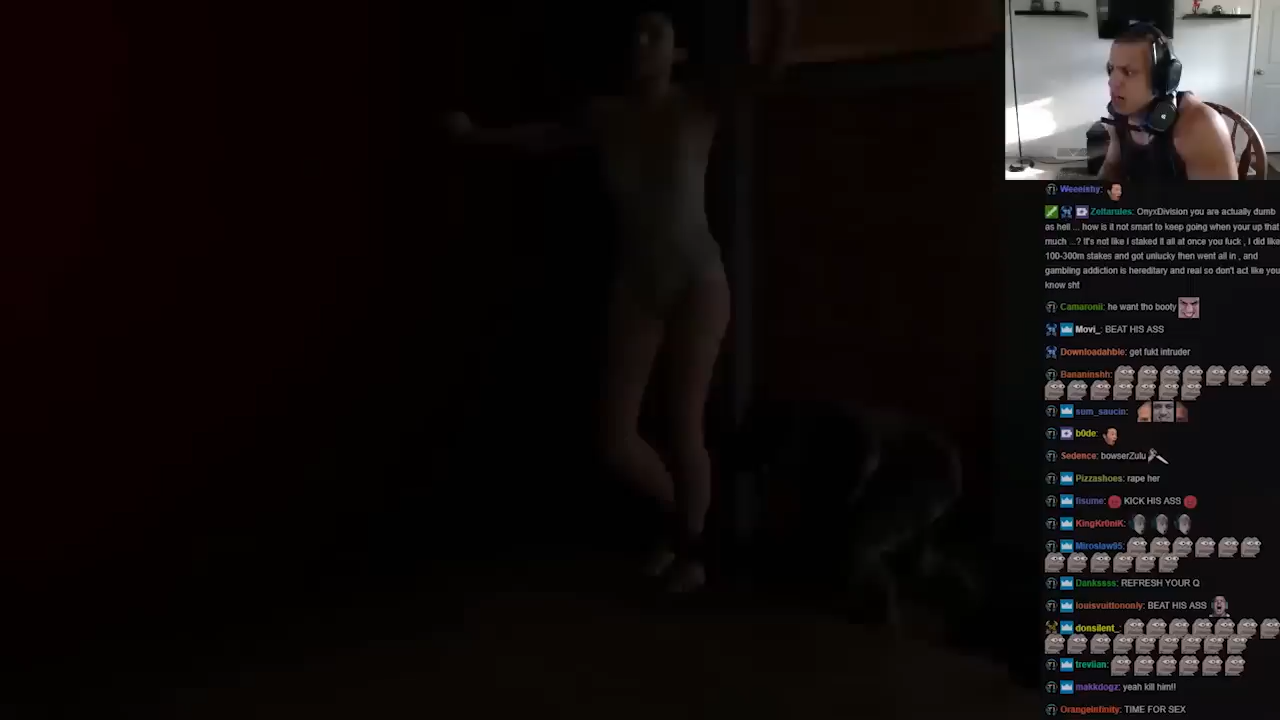 Weenishy:
Zeltarules: OnyxDivision you are actually dumb
as hell ... how is it not smart to keep going when your up that
much ...? It's not like I staked it all at once you fuck , I did like
100-300m stakes and got unlucky then went all in , and
gambling addiction is hereditary and real so don't act like you
know sht
Camaronii: he want tho booty
Movi_: BEAT HIS ASS
Downloadahble: get fukt intruder
Bananinshh:
sum_saucin:
b0de:
Sedence: bowserZulu
Pizzashoes: rape her
fisume: KICK HIS ASS
KingKr0niK:
Miroslaw95:
Dankssss: REFRESH YOUR Q
louisvuittononly: BEAT HIS ASS
donsilent_:
trevlian:
makkdogz: yeah kill him!!
OrangeInfinity: TIME FOR SEX